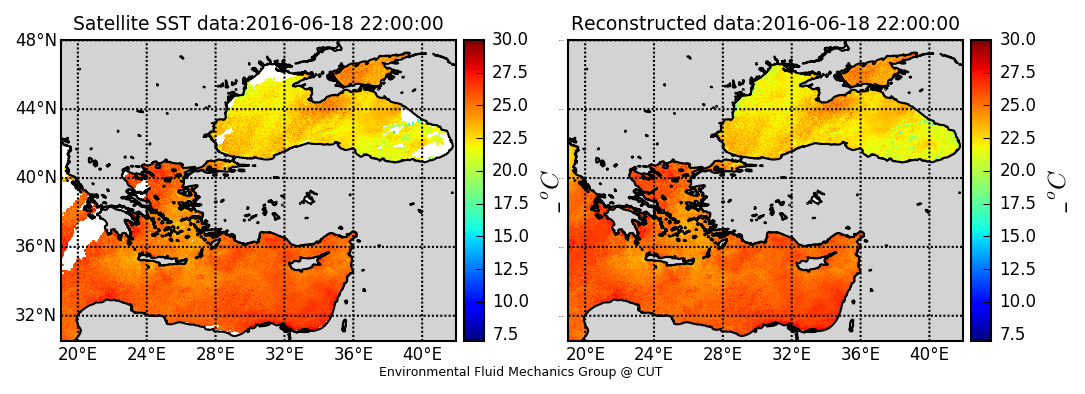 Satellite SST data:2016-06-18 22:00:00
48°N
44°N
40°N
36°N
32°N
20°E 24°E 28°E 32°E 36°E 40°E
30.0
27.5
25.0
22.5
20.0
17.5
15.0
12.5
10.0
7.5
_ °C
Reconstructed data:2016-06-18 22:00:00
20°E 24°E 28°E 32°E 36°E 40°E
30.0
27.5
25.0
22.5
20.0
17.5
15.0
12.5
10.0
7.5
_ °C
Environmental Fluid Mechanics Group @ CUT